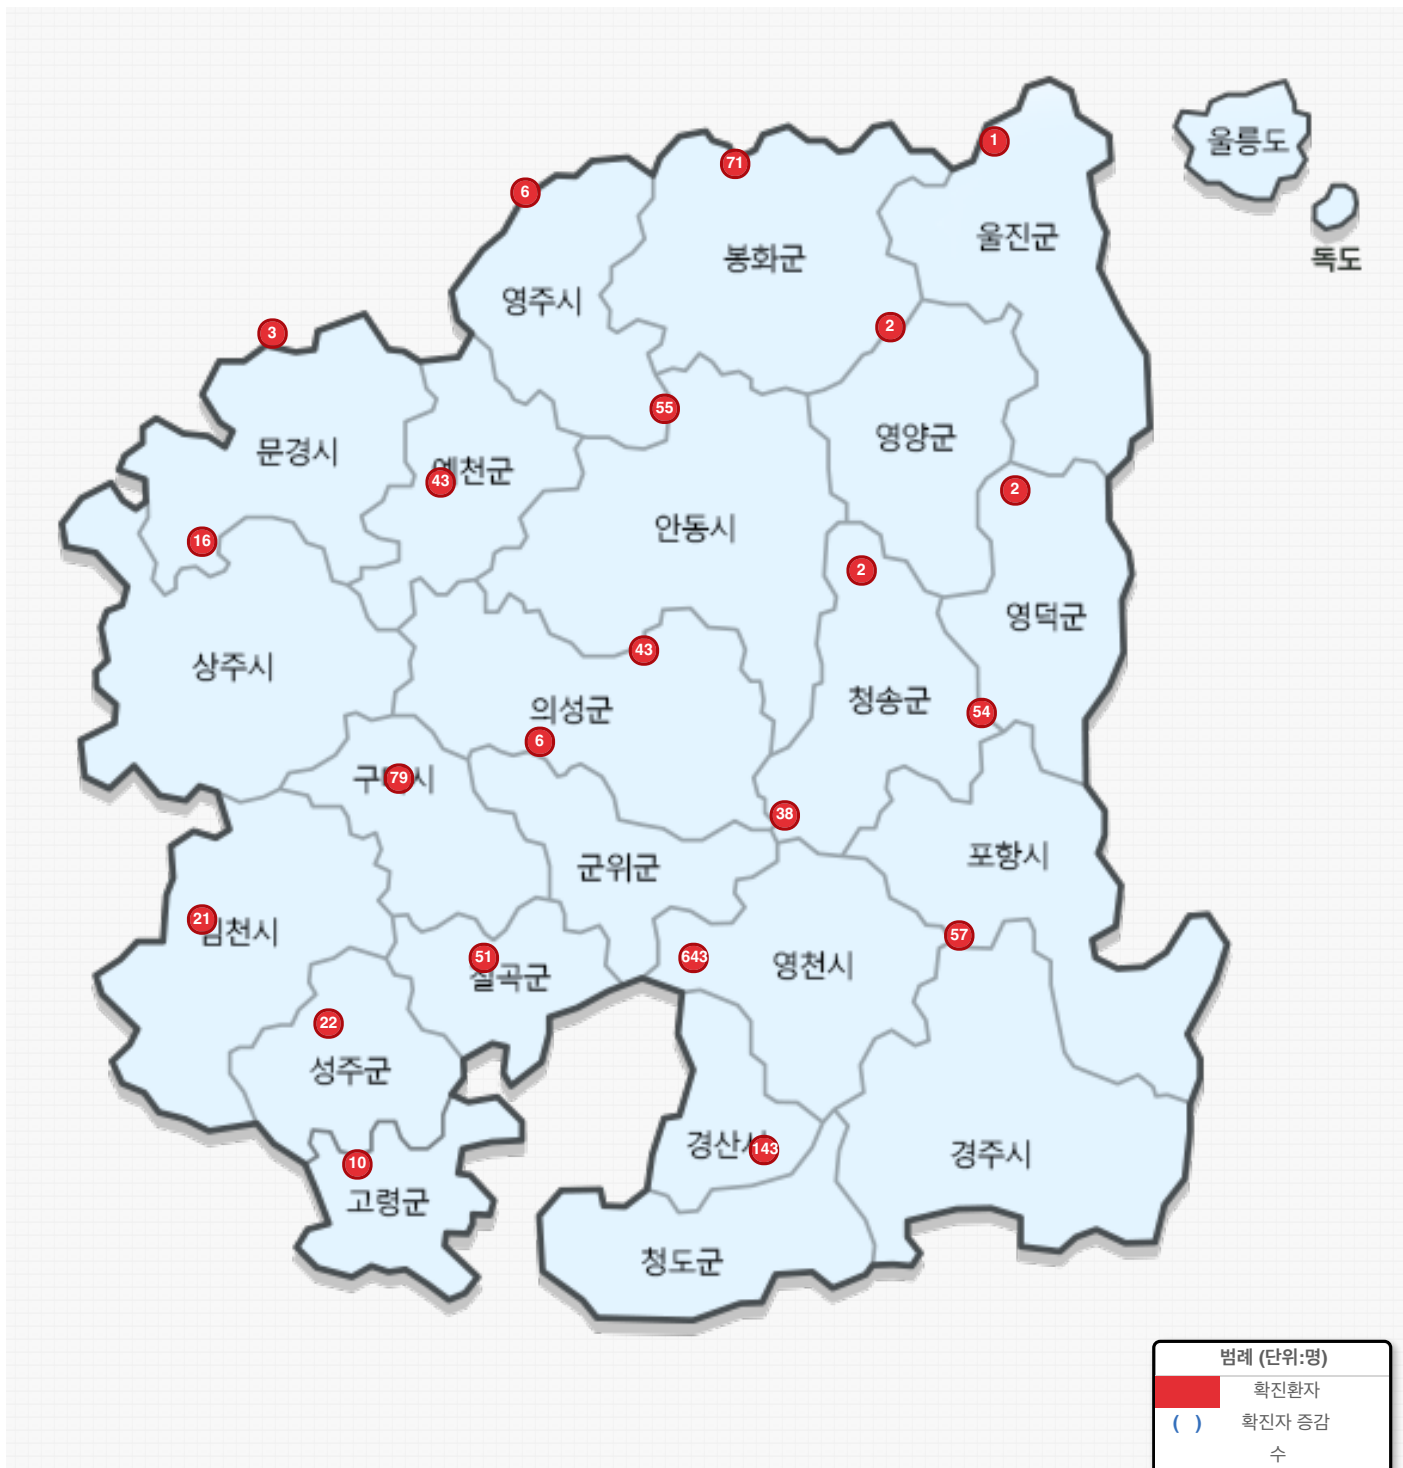 울릉도
1
71
6
울진군
봉화군
독도
영주시
2
3
55
영양군
문경시
예천군
43
2
안동시
16
2
영덕군
43
상주시
청송군
의성군
54
6
구 시
79
38
포항시
군위군
21
천시
57
51
643
영천시
칠곡군
22
성주군
경산시
143
경주시
10
고령군
청도군
범례 (단위:명)
확진환자
( ) 확진자 증감
수